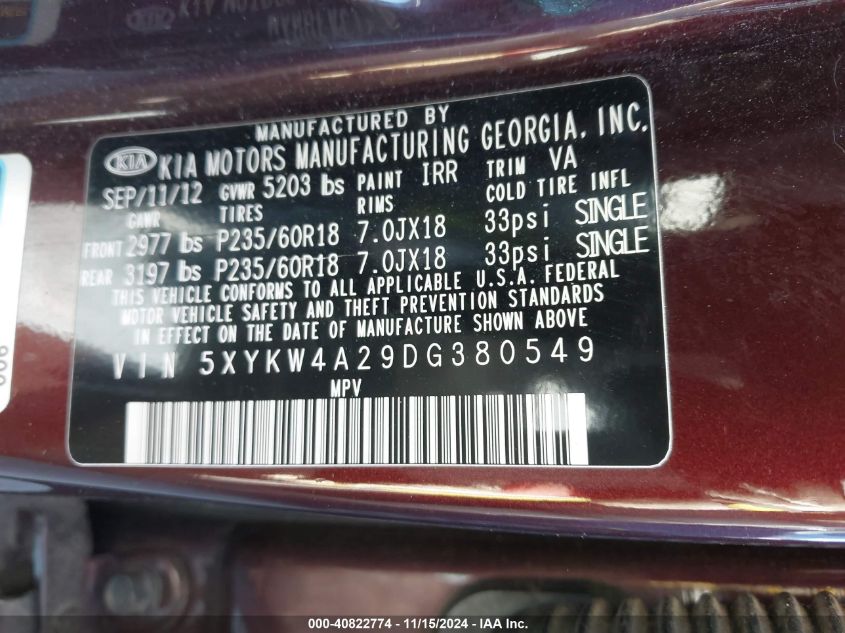 MANUFACTURED BY
KIA KIA MOTORS MANUFACTURING GEORGIA, INC.
SEP/11/12 GVWR 5203 lbs PAINT IRR TRIM VA
GAWR TIRES RIMS COLD TIRE INFL
FRONT 2977 lbs P235/60R18 7.0JX18 33psi SINGLE
REAR 3197 lbs P235/60R18 7.0JX18 33psi SINGLE
THIS VEHICLE CONFORMS TO ALL APPLICABLE U.S.A. FEDERAL
MOTOR VEHICLE SAFETY AND THEFT PREVENTION STANDARDS
IN EFFECT ON THE DATE OF MANUFACTURE SHOWN ABOVE
VIN 5XYKW4A29DG380549
MPV
000-40822774 - 11/15/2024 - IAA Inc.